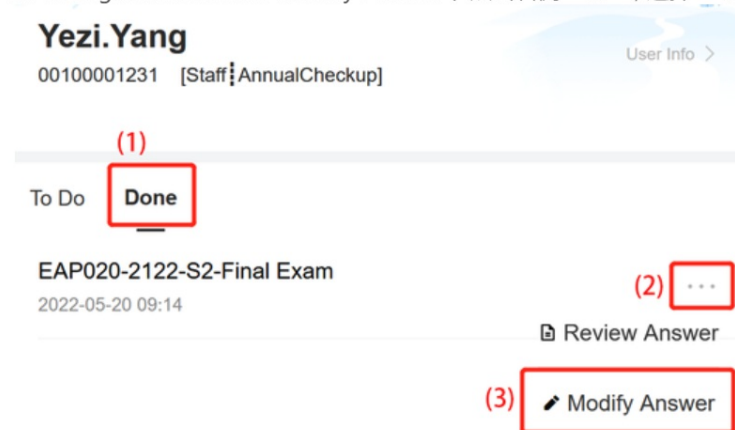 Yezi.Yang
User Info >
00100001231 [Staff┋AnnualCheckup]
(1)
To Do Done
EAP020-2122-S2-Final Exam
(2) ...
2022-05-20 09:14
Review Answer
(3) Modify Answer